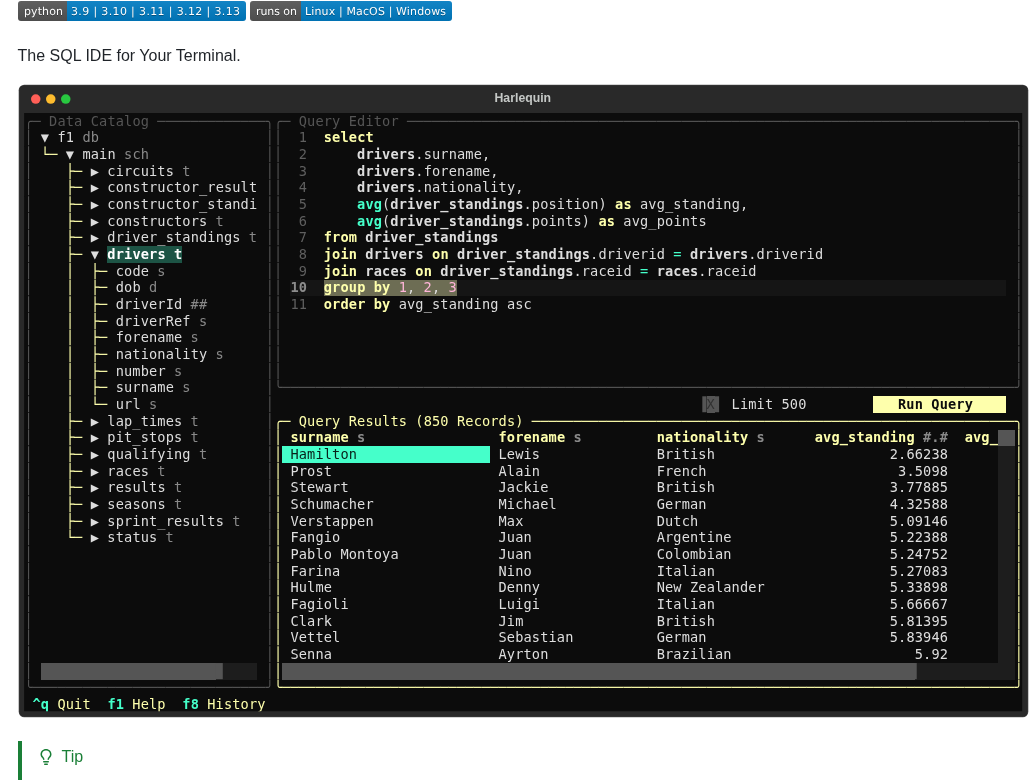 python 3.9 | 3.10 | 3.11 | 3.12 | 3.13 runs on Linux | MacOS | Windows
The SQL IDE for Your Terminal.
Harlequin
Data Catalog
f1 db
main sch
circuits t
constructor_result
constructor_standi
constructors t
driver_standings t
drivers t
code s
dob d
driverId ##
driverRef s
forename s
nationality s
number s
surname s
url s
lap_times t
pit_stops t
qualifying t
races t
results t
seasons t
sprint_results t
status t
Query Editor
1 select
2 drivers.surname,
3 drivers.forename,
4 drivers.nationality,
5 avg(driver_standings.position) as avg_standing,
6 avg(driver_standings.points) as avg_points
7 from driver_standings
8 join drivers on driver_standings.driverid = drivers.driverid
9 join races on driver_standings.raceid = races.raceid
10 group by 1, 2, 3
11 order by avg_standing asc
X Limit 500 Run Query
Query Results (850 Records)
surname s forename s nationality s avg_standing #.# avg_
Hamilton Lewis British 2.66238
Prost Alain French 3.5098
Stewart Jackie British 3.77885
Schumacher Michael German 4.32588
Verstappen Max Dutch 5.09146
Fangio Juan Argentine 5.22388
Pablo Montoya Juan Colombian 5.24752
Farina Nino Italian 5.27083
Hulme Denny New Zealander 5.33898
Fagioli Luigi Italian 5.66667
Clark Jim British 5.81395
Vettel Sebastian German 5.83946
Senna Ayrton Brazilian 5.92
^q Quit f1 Help f8 History
Tip